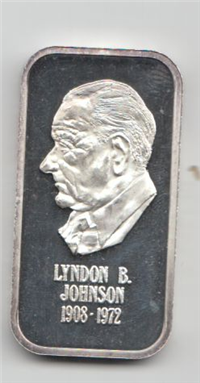 LYNDON B.
JOHNSON
1908 - 1972